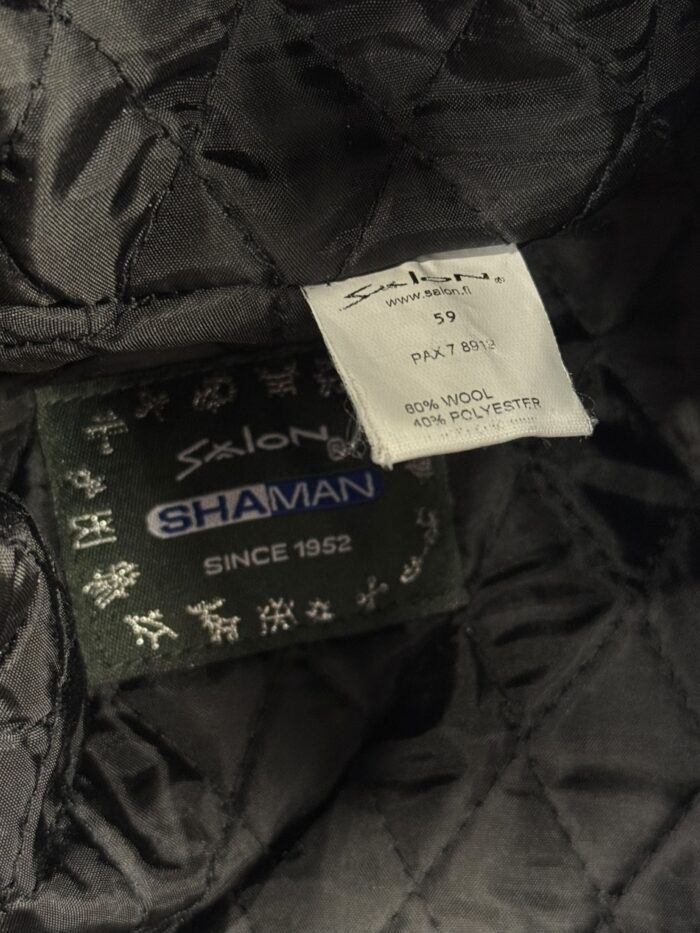 SaloN®
www.salon.fi
59
PAX 7 8912
60% WOOL
40% POLYESTER
SaloN®
SHAMAN
SINCE 1952